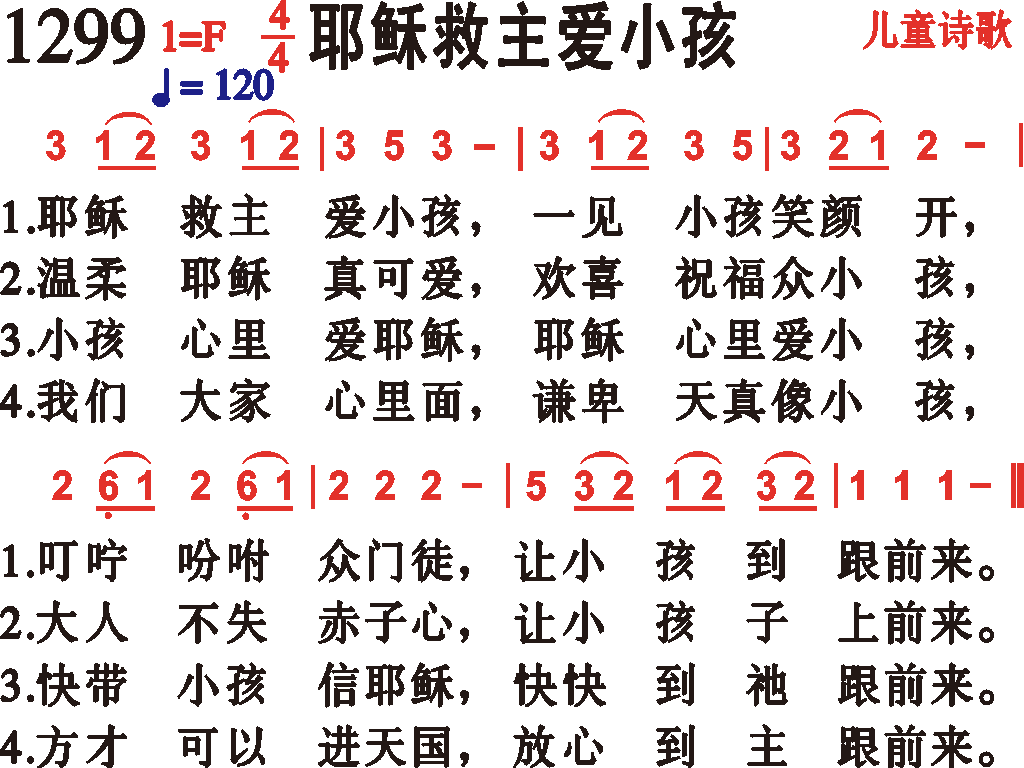 1299 1=F 4/4 耶稣救主爱小孩 儿童诗歌
♩= 120
3 1 2 3 1 2 | 3 5 3 – | 3 1 2 3 5 | 3 2 1 2 – |
1.耶稣 救主 爱小孩，一见 小孩笑颜 开，
2.温柔 耶稣 真可爱，欢喜 祝福众小 孩，
3.小孩 心里 爱耶稣，耶稣 心里爱小 孩，
4.我们 大家 心里面，谦卑 天真像小 孩，
2 6̣ 1 2 6̣ 1 | 2 2 2 – | 5 3 2 1 2 3 2 | 1 1 1 – ‖
1.叮咛 吩咐 众门徒，让小 孩 到 跟前来。
2.大人 不失 赤子心，让小 孩 子 上前来。
3.快带 小孩 信耶稣，快快 到 祂 跟前来。
4.方才 可以 进天国，放心 到 主 跟前来。